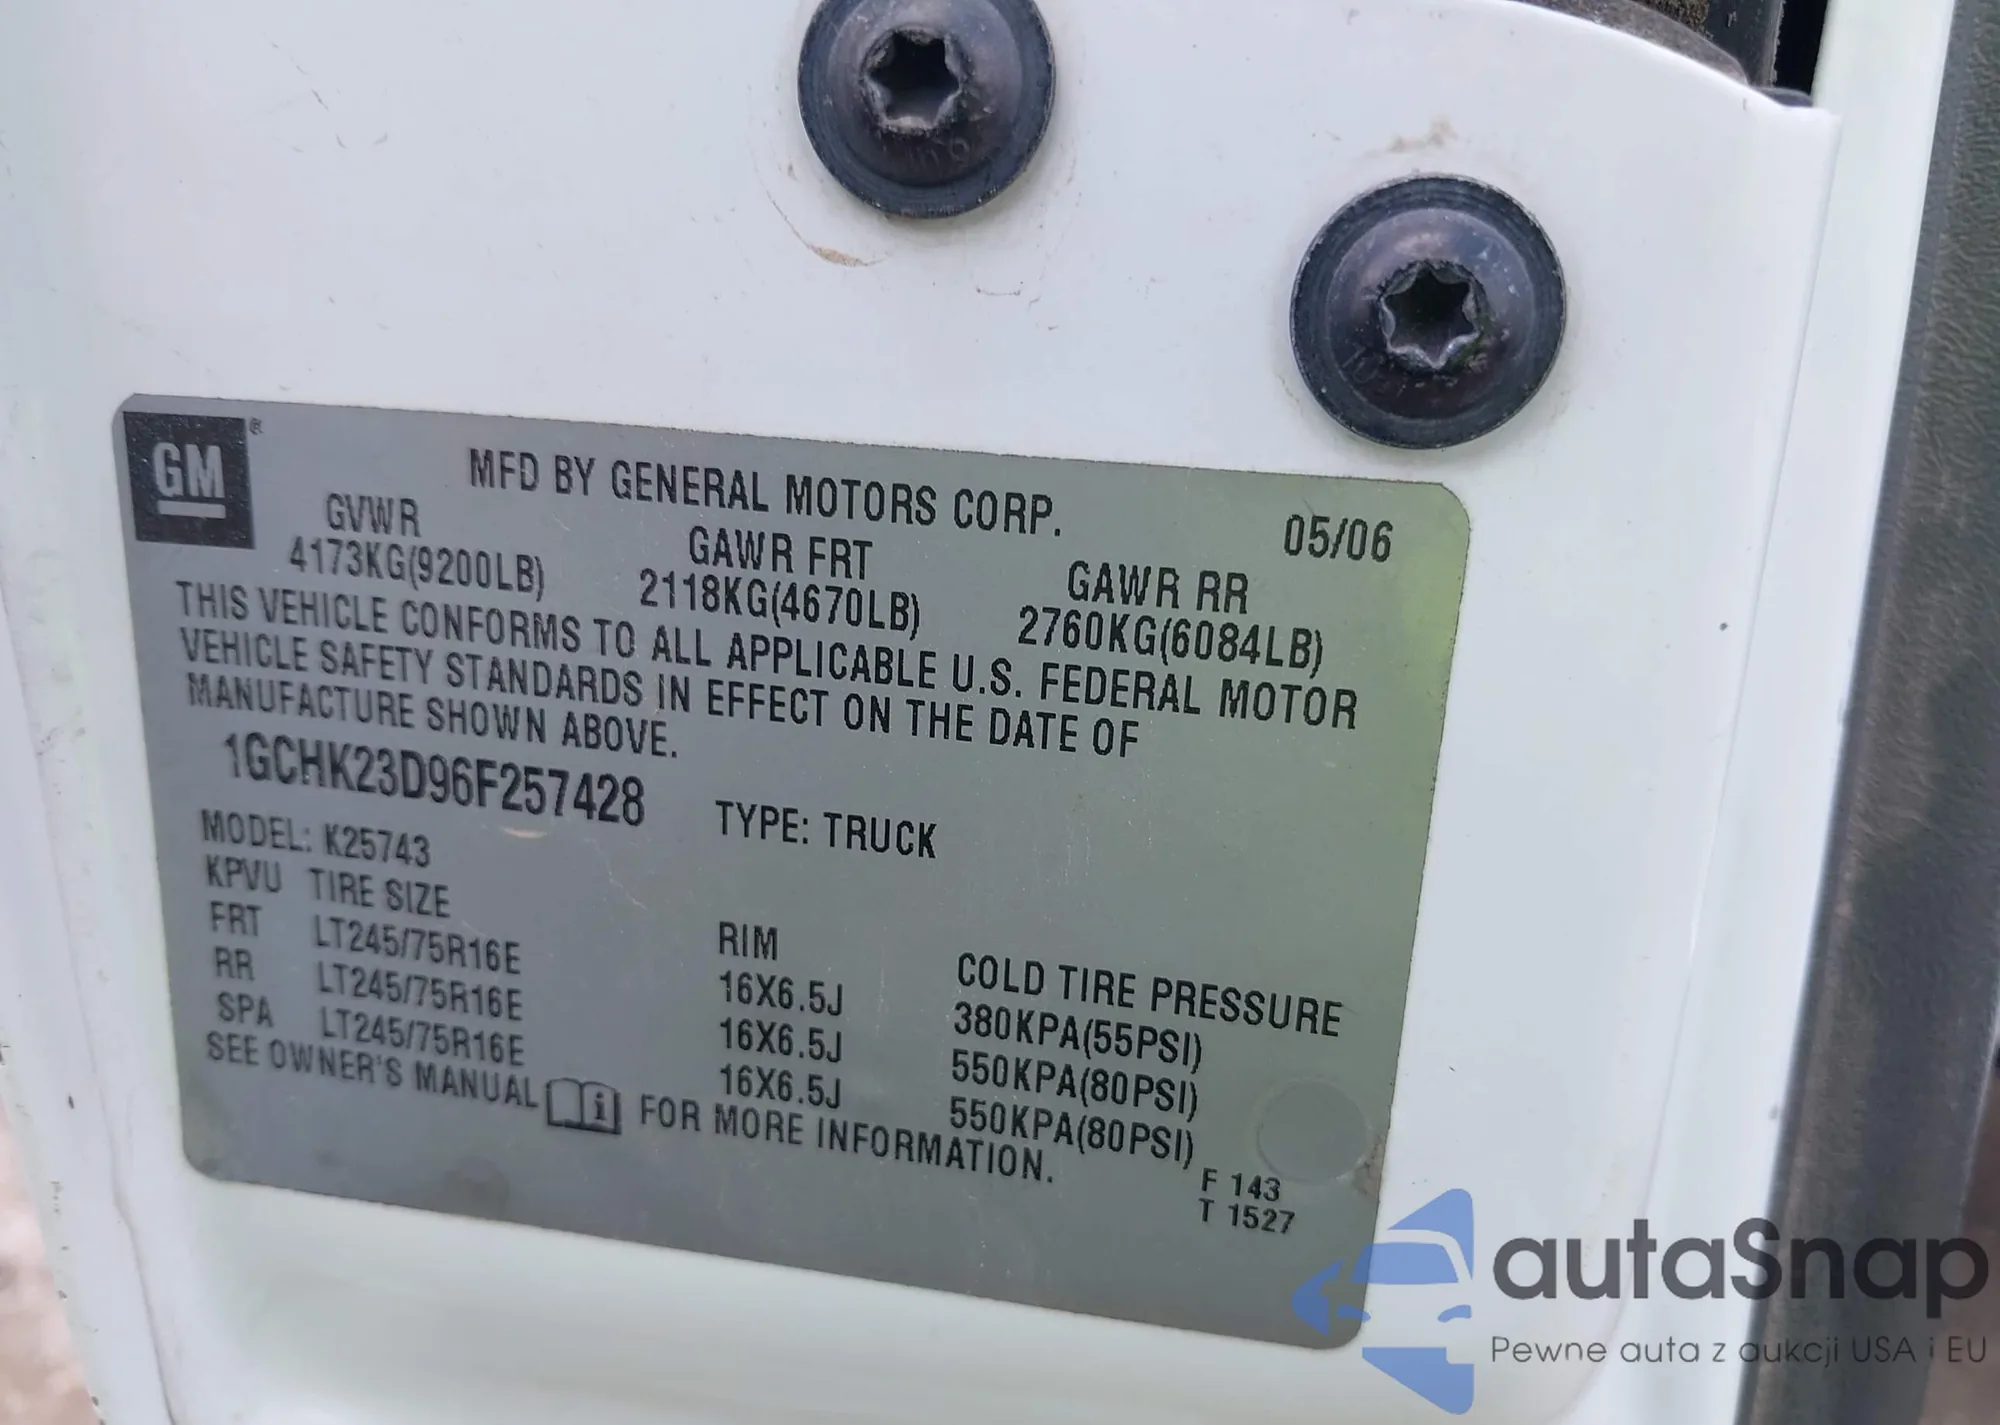 GM ®
MFD BY GENERAL MOTORS CORP.
05/06
GVWR GAWR FRT GAWR RR
4173KG(9200LB) 2118KG(4670LB) 2760KG(6084LB)
THIS VEHICLE CONFORMS TO ALL APPLICABLE U.S. FEDERAL MOTOR
VEHICLE SAFETY STANDARDS IN EFFECT ON THE DATE OF
MANUFACTURE SHOWN ABOVE.
1GCHK23D96F257428 TYPE: TRUCK
MODEL: K25743
KPVU TIRE SIZE RIM COLD TIRE PRESSURE
FRT LT245/75R16E 16X6.5J 380KPA(55PSI)
RR LT245/75R16E 16X6.5J 550KPA(80PSI)
SPA LT245/75R16E 16X6.5J 550KPA(80PSI)
SEE OWNER'S MANUAL i FOR MORE INFORMATION.
F 143
T 1527
autaSnap
Pewne auta z aukcji USA i EU